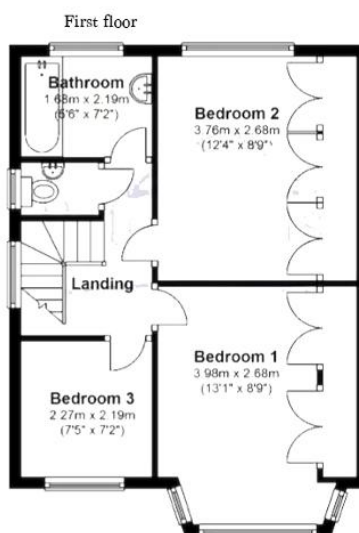 First floor
Bathroom
1.68m x 2.19m
(5'6" x 7'2")
Bedroom 2
3.76m x 2.68m
(12'4" x 8'9")
Landing
Bedroom 1
3.98m x 2.68m
(13'1" x 8'9")
Bedroom 3
2.27m x 2.19m
(7'5" x 7'2")